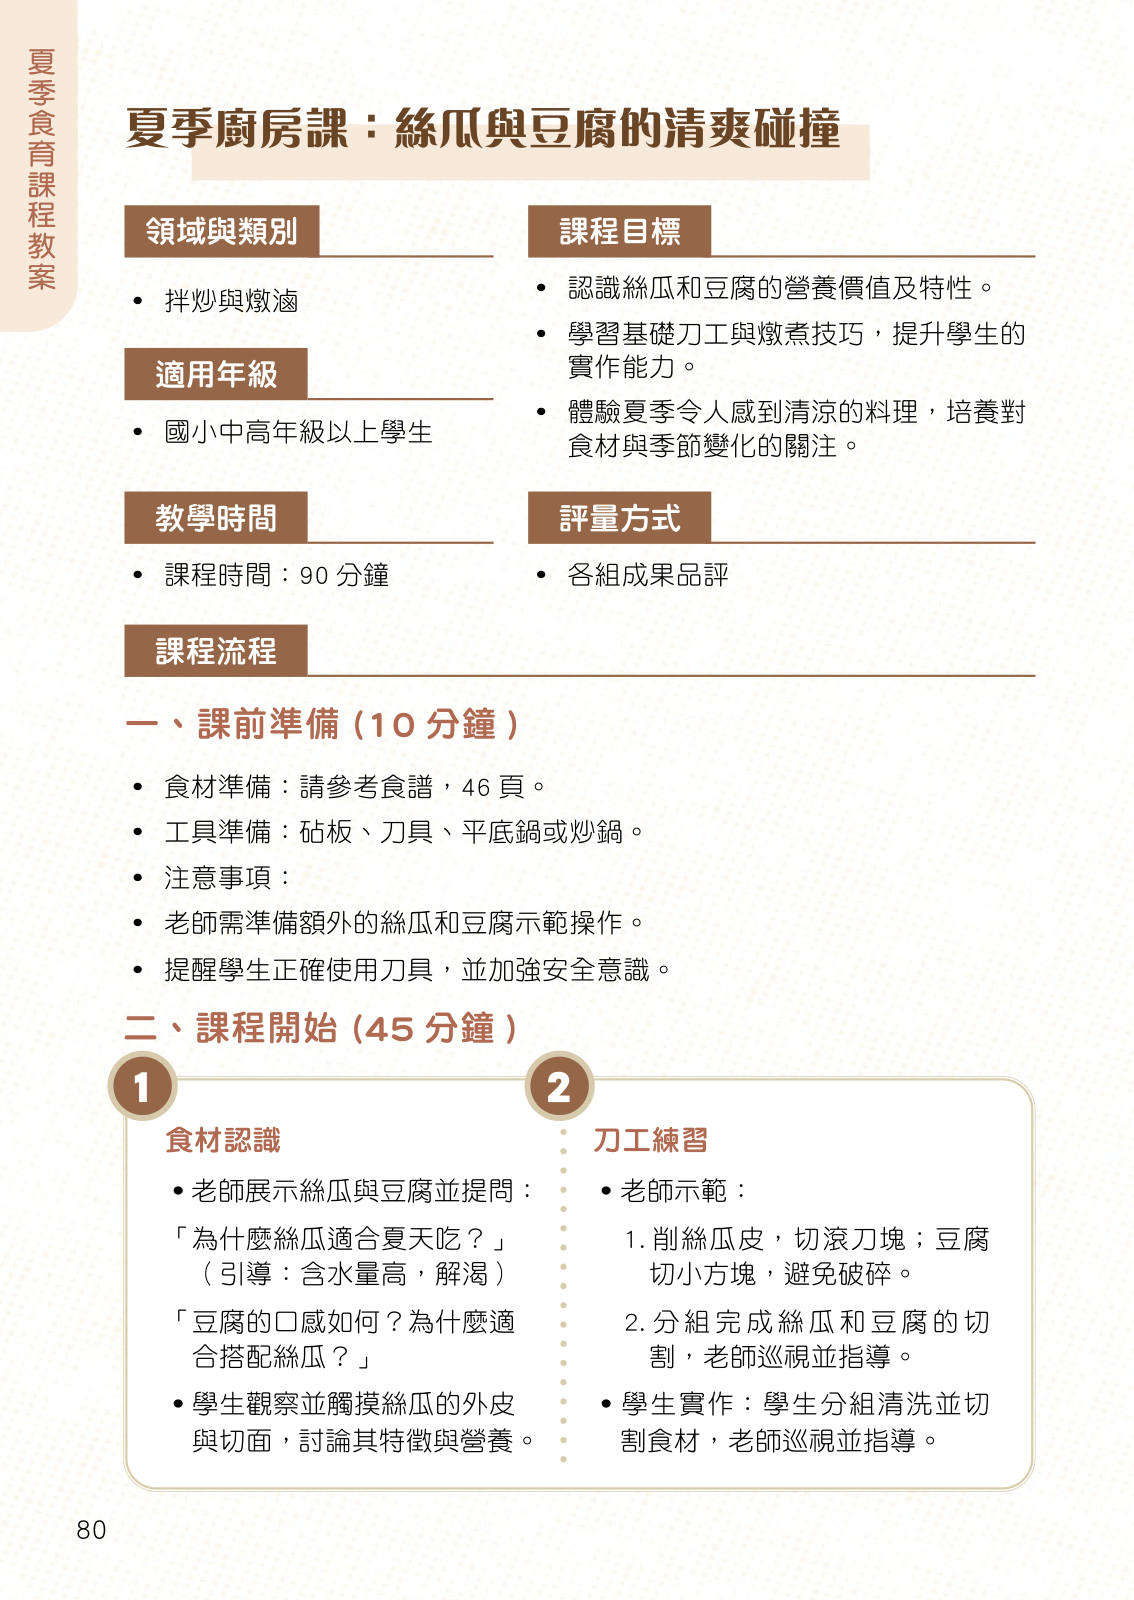 夏季食育課程教案
夏季廚房課：絲瓜與豆腐的清爽碰撞
領域與類別
• 拌炒與燉滷
適用年級
• 國小中高年級以上學生
教學時間
• 課程時間：90 分鐘
課程目標
• 認識絲瓜和豆腐的營養價值及特性。
• 學習基礎刀工與燉煮技巧，提升學生的
實作能力。
• 體驗夏季令人感到清涼的料理，培養對
食材與季節變化的關注。
評量方式
• 各組成果品評
課程流程
一、課前準備 (10 分鐘 )
• 食材準備：請參考食譜，46 頁。
• 工具準備：砧板、刀具、平底鍋或炒鍋。
• 注意事項：
• 老師需準備額外的絲瓜和豆腐示範操作。
• 提醒學生正確使用刀具，並加強安全意識。
二、課程開始 (45 分鐘 )
1
食材認識
• 老師展示絲瓜與豆腐並提問：
「為什麼絲瓜適合夏天吃？」
（引導：含水量高，解渴）
「豆腐的口感如何？為什麼適
合搭配絲瓜？」
• 學生觀察並觸摸絲瓜的外皮
與切面，討論其特徵與營養。
2
刀工練習
• 老師示範：
1. 削絲瓜皮，切滾刀塊；豆腐
切小方塊，避免破碎。
2. 分組完成絲瓜和豆腐的切
割，老師巡視並指導。
• 學生實作：學生分組清洗並切
割食材，老師巡視並指導。
80